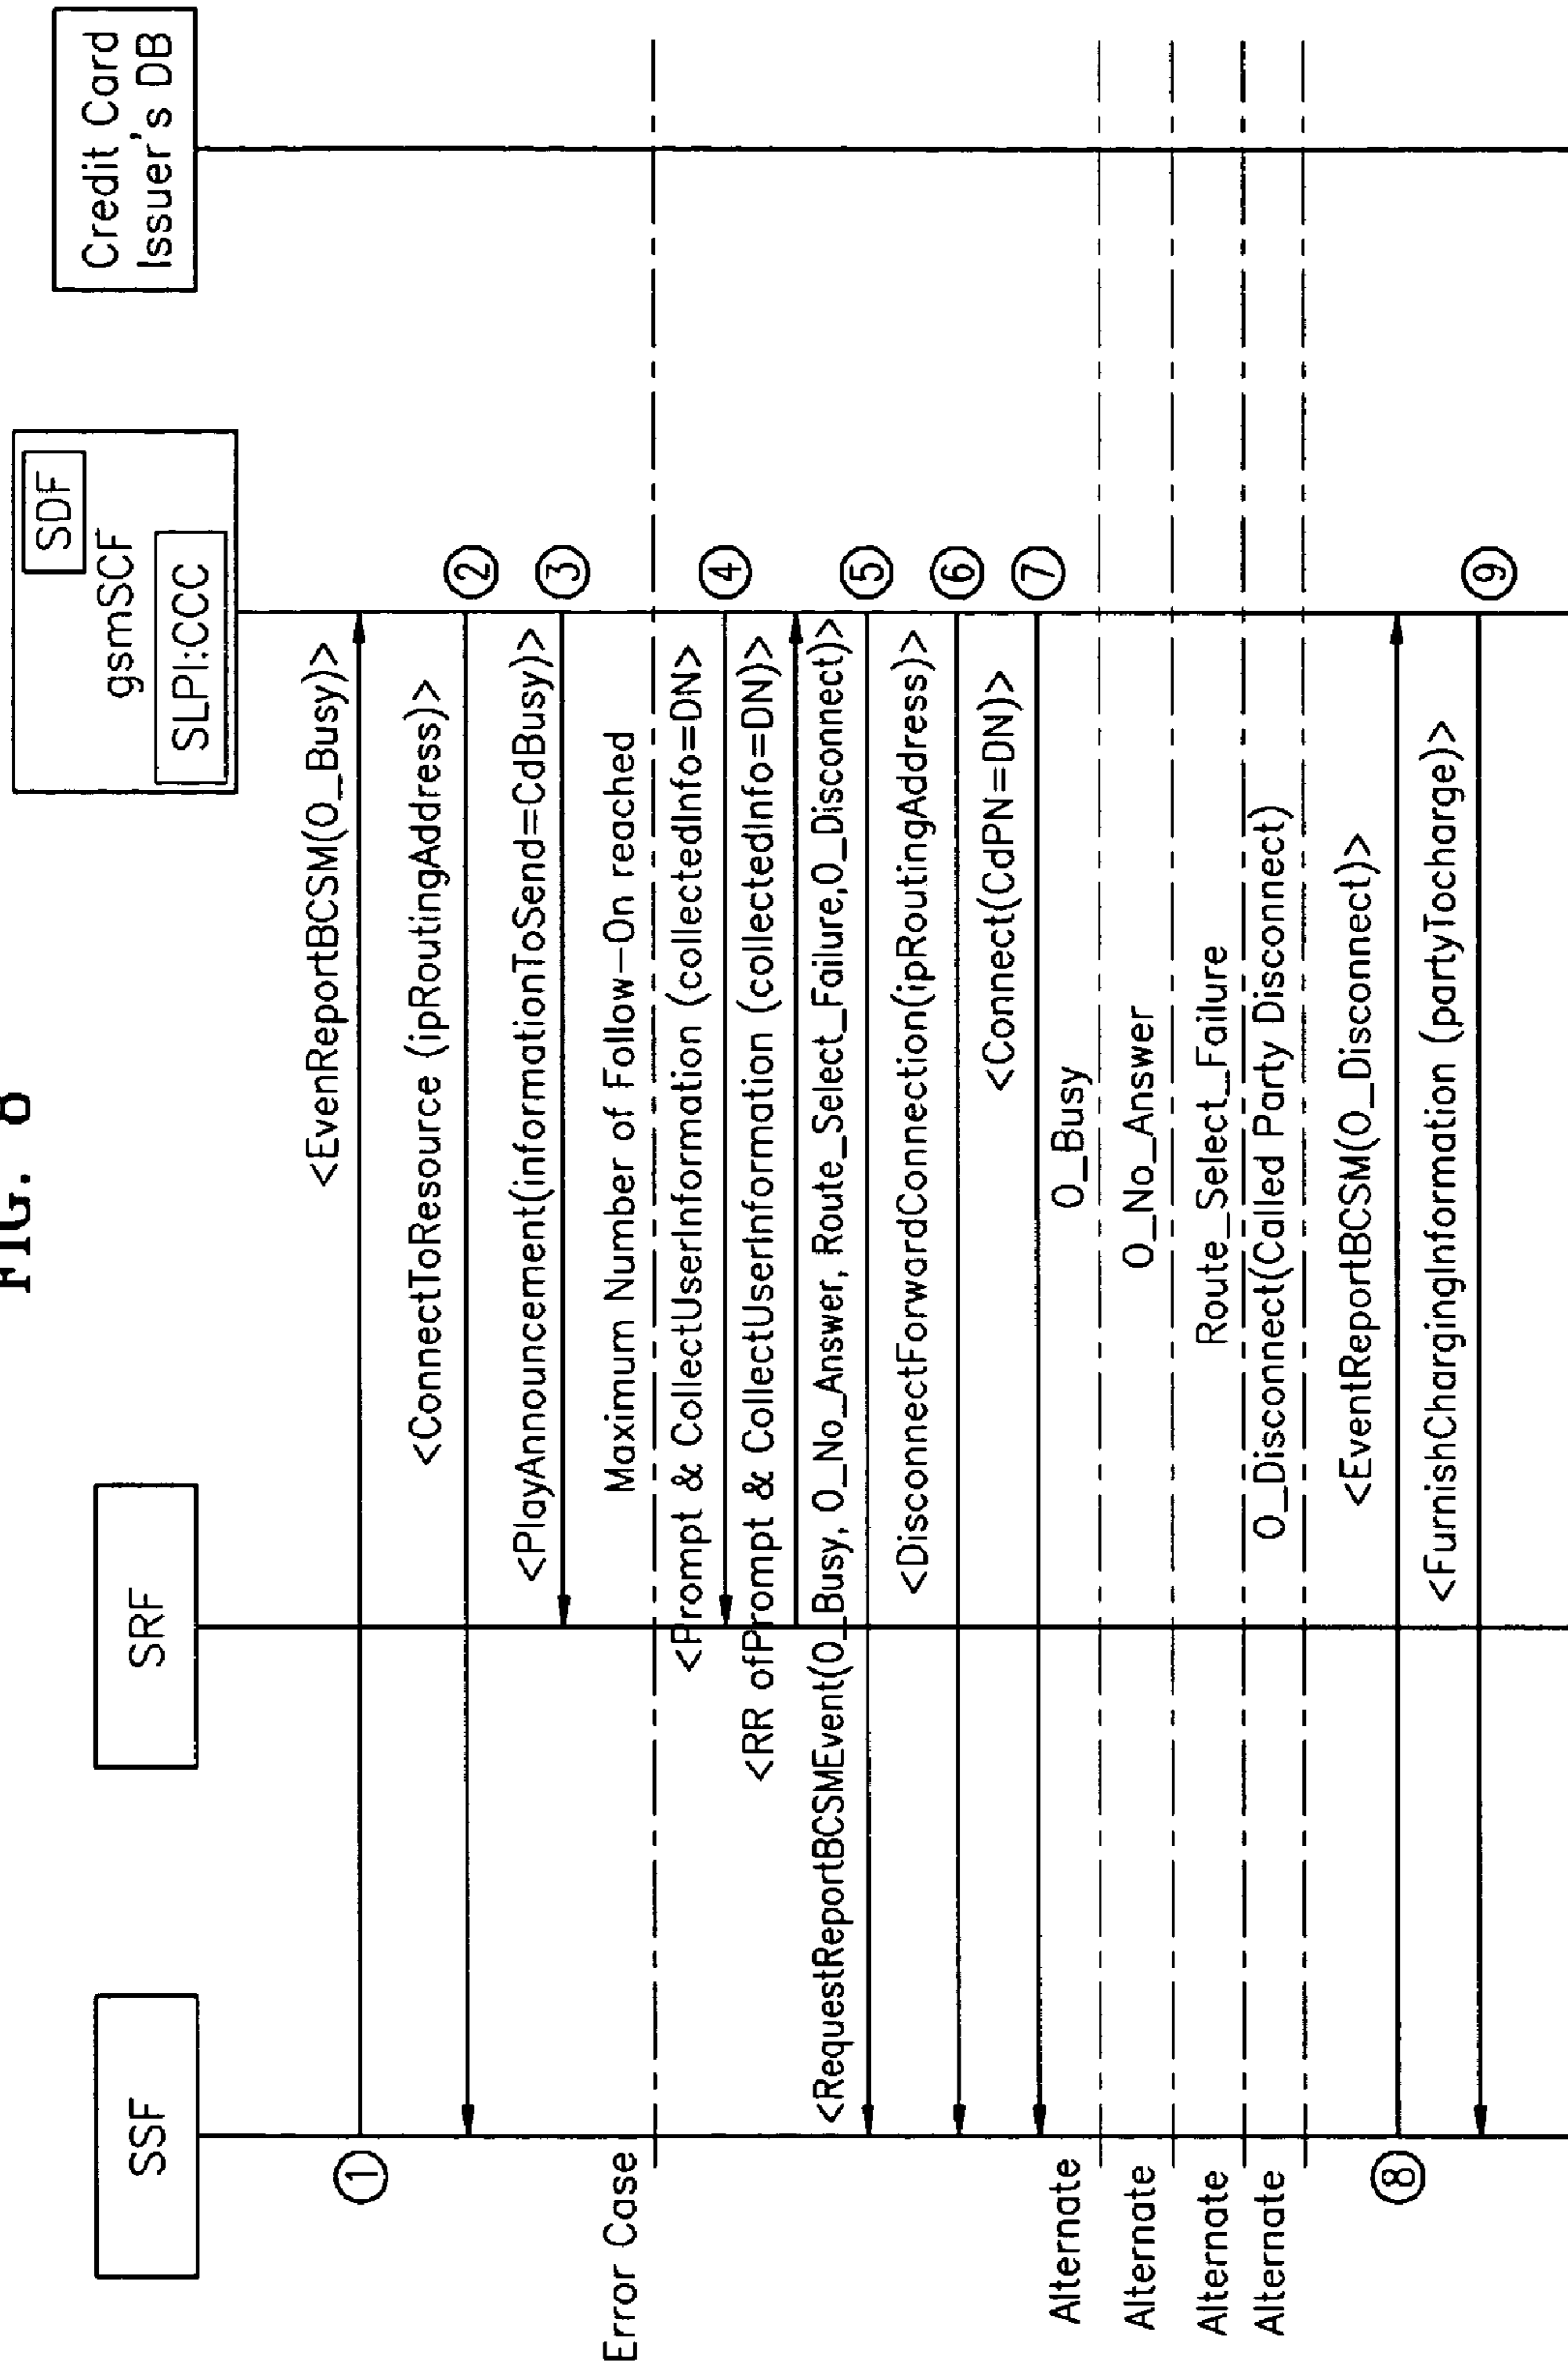 FIG. 8
SSF
SRF
SDF
gsmSCF
SLPI:CCC
Credit Card
Issuer's DB
①
<EvenReportBCSM(O_Busy)>
<ConnectToResource (ipRoutingAddress)>
②
<PlayAnnouncement(informationToSend=CdBusy)>
③
Error Case
Maximum Number of Follow-On reached
<Prompt & CollectUserInformation (collectedInfo=DN>
④
<RR ofPrompt & CollectUserInformation (collectedInfo=DN)>
<RequestReportBCSMEvent(O_Busy, O_No_Answer, Route_Select_Failure,O_Disconnect)>
⑤
<DisconnectForwardConnection(ipRoutingAddress)>
⑥
<Connect(CdPN=DN)>
⑦
Alternate
O_Busy
Alternate
O_No_Answer
Alternate
Route_Select_Failure
Alternate
O_Disconnect(Called Party Disconnect)
⑧
<EventReportBCSM(O_Disconnect)>
<FurnishChargingInformation (partyTocharge)>
⑨